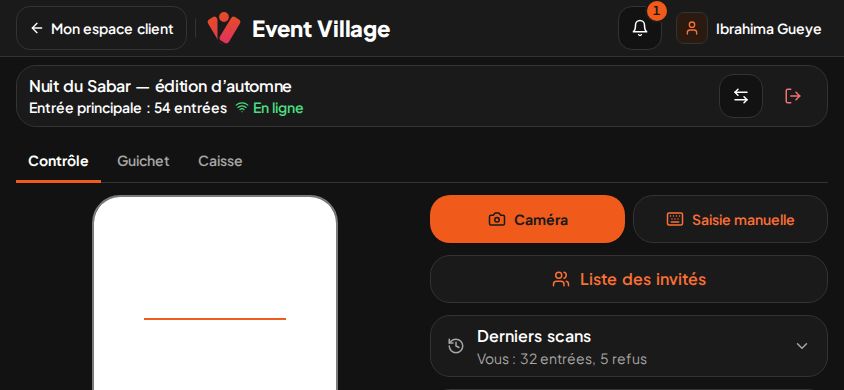 Mon espace client
Event Village
1
Ibrahima Gueye
Nuit du Sabar — édition d’automne
Entrée principale : 54 entrées
En ligne
Contrôle
Guichet
Caisse
Caméra
Saisie manuelle
Liste des invités
Derniers scans
Vous : 32 entrées, 5 refus